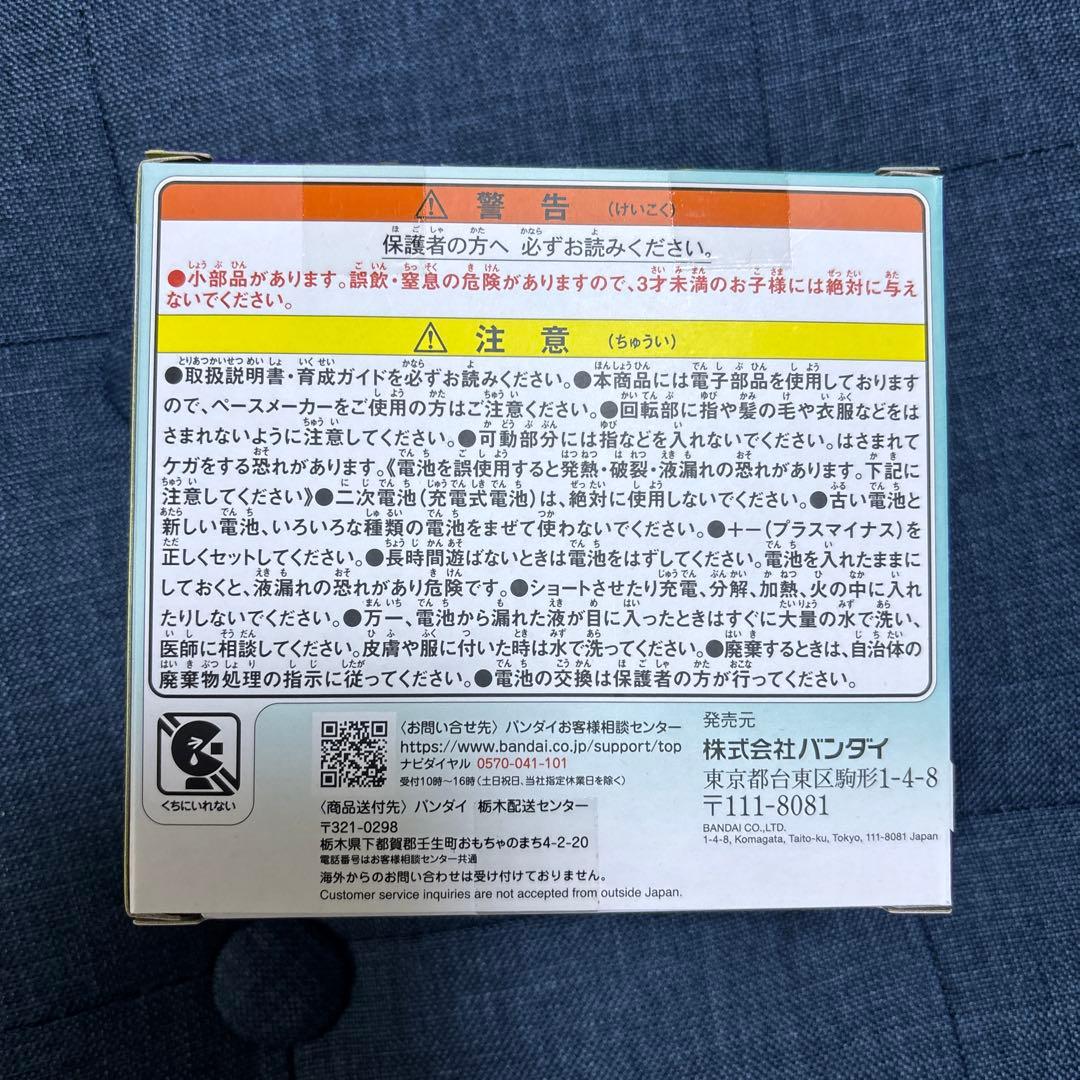 警告（けいこく）
保護者の方へ 必ずお読みください。
●小部品があります。誤飲・窒息の危険がありますので、3才未満のお子様には絶対に与え
ないでください。
注意（ちゅうい）
●取扱説明書・育成ガイドを必ずお読みください。●本商品には電子部品を使用しております
ので、ペースメーカーをご使用の方はご注意ください。●回転部に指や髪の毛や衣服などをは
さまれないように注意してください。●可動部分には指などを入れないでください。はさまれて
ケガをする恐れがあります。《電池を誤使用すると発熱・破裂・液漏れの恐れがあります。下記に
注意してください》●二次電池（充電式電池）は、絶対に使用しないでください。●古い電池と
新しい電池、いろいろな種類の電池をまぜて使わないでください。●＋－（プラスマイナス）を
正しくセットしてください。●長時間遊ばないときは電池をはずしてください。電池を入れたままに
しておくと、液漏れの恐れがあり危険です。●ショートさせたり充電、分解、加熱、火の中に入れ
たりしないでください。●万一、電池から漏れた液が目に入ったときはすぐに大量の水で洗い、
医師に相談してください。皮膚や服に付いた時は水で洗ってください。●廃棄するときは、自治体の
廃棄物処理の指示に従ってください。●電池の交換は保護者の方が行ってください。
くちにいれない
〈お問い合せ先〉バンダイお客様相談センター
https://www.bandai.co.jp/support/top
ナビダイヤル 0570-041-101
受付10時～16時（土日祝日、当社指定休業日を除く）
〈商品送付先〉バンダイ 栃木配送センター
〒321-0298
栃木県下都賀郡壬生町おもちゃのまち4-2-20
電話番号はお客様相談センター共通
海外からのお問い合わせは受け付けておりません。
Customer service inquiries are not accepted from outside Japan.
発売元
株式会社バンダイ
東京都台東区駒形1-4-8
〒111-8081
BANDAI CO.,LTD.
1-4-8, Komagata, Taito-ku, Tokyo, 111-8081 Japan